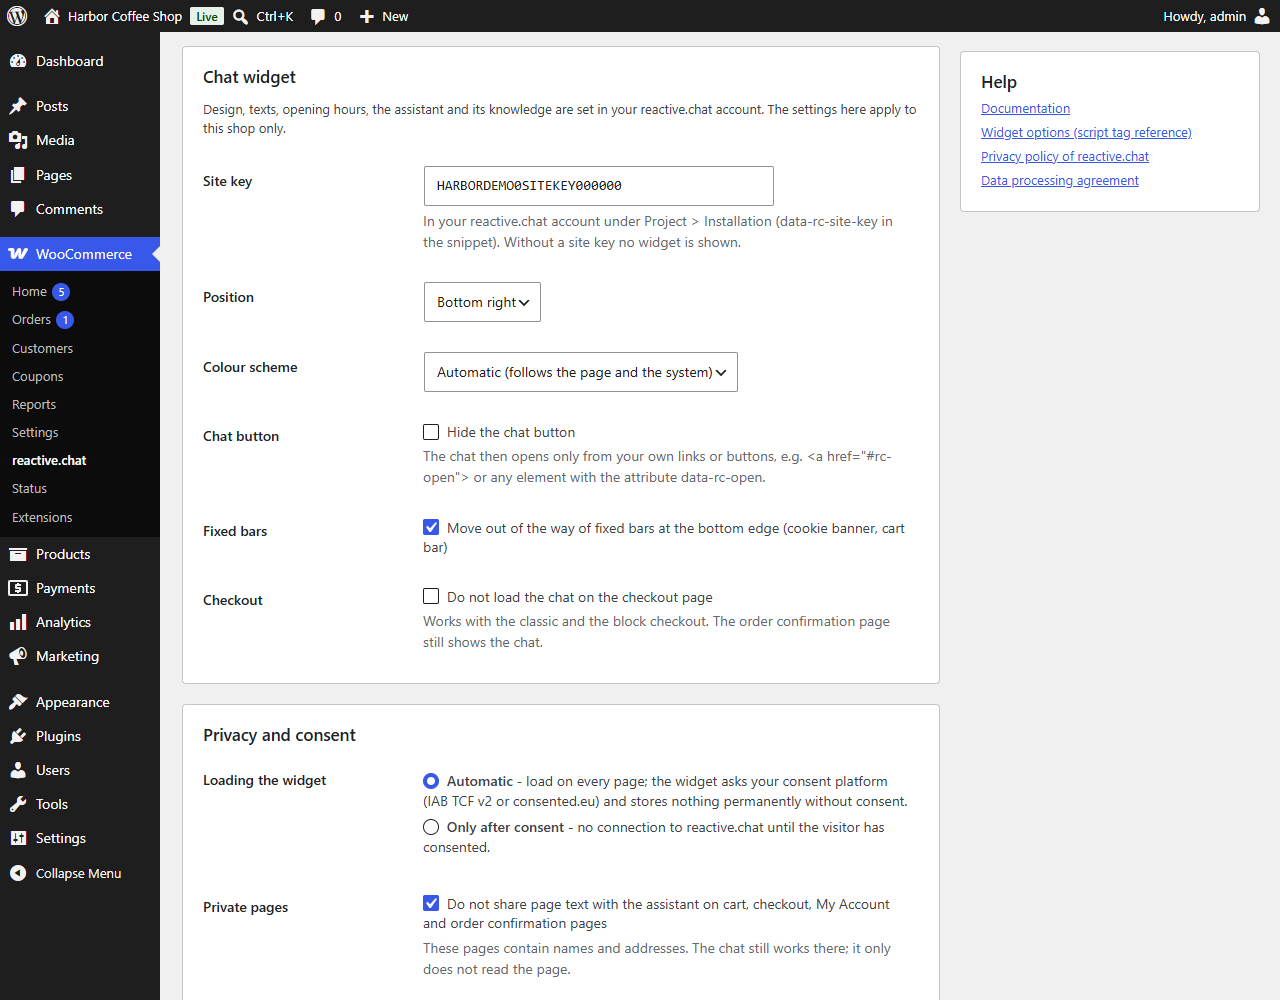 Harbor Coffee Shop Live Ctrl+K 0 New Howdy, admin
Dashboard
Posts
Media
Pages
Comments
WooCommerce
Home 5
Orders 1
Customers
Coupons
Reports
Settings
reactive.chat
Status
Extensions
Products
Payments
Analytics
Marketing
Appearance
Plugins
Users
Tools
Settings
Collapse Menu
Chat widget
Design, texts, opening hours, the assistant and its knowledge are set in your reactive.chat account. The settings here apply to
this shop only.
Site key
HARBORDEMO0SITEKEY000000
In your reactive.chat account under Project > Installation (data-rc-site-key in
the snippet). Without a site key no widget is shown.
Position
Bottom right
Colour scheme
Automatic (follows the page and the system)
Chat button
Hide the chat button
The chat then opens only from your own links or buttons, e.g. <a href="#rc-
open"> or any element with the attribute data-rc-open.
Fixed bars
Move out of the way of fixed bars at the bottom edge (cookie banner, cart
bar)
Checkout
Do not load the chat on the checkout page
Works with the classic and the block checkout. The order confirmation page
still shows the chat.
Privacy and consent
Loading the widget
Automatic - load on every page; the widget asks your consent platform
(IAB TCF v2 or consented.eu) and stores nothing permanently without consent.
Only after consent - no connection to reactive.chat until the visitor has
consented.
Private pages
Do not share page text with the assistant on cart, checkout, My Account
and order confirmation pages
These pages contain names and addresses. The chat still works there; it only
does not read the page.
Help
Documentation
Widget options (script tag reference)
Privacy policy of reactive.chat
Data processing agreement